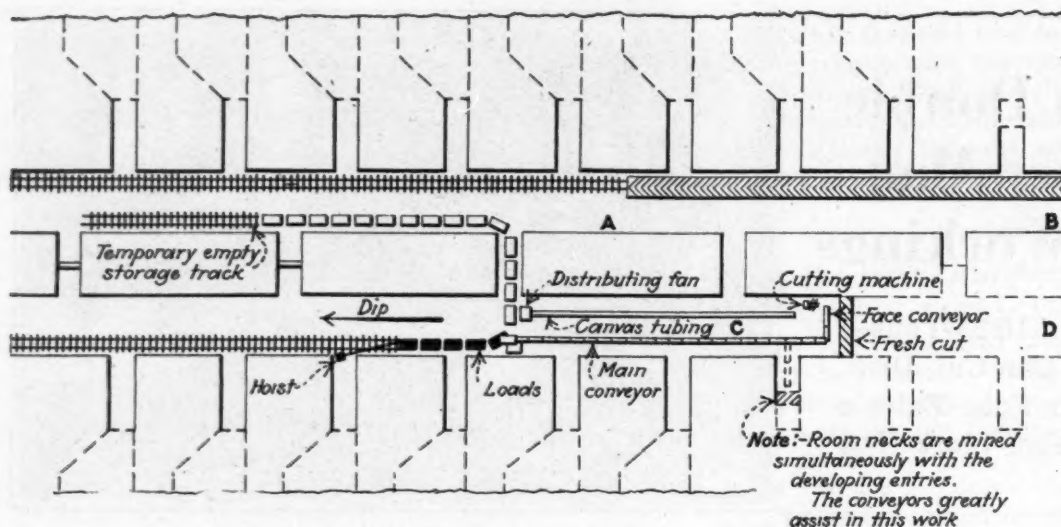 A
B
Temporary empty
storage track
Distributing fan
Cutting machine
Dip
Canvas tubing
C
Face conveyor
D
Fresh cut
Hoist
Loads
Main
conveyor
Note:-Room necks are mined
simultaneously with the
developing entries.
The conveyors greatly
assist in this work